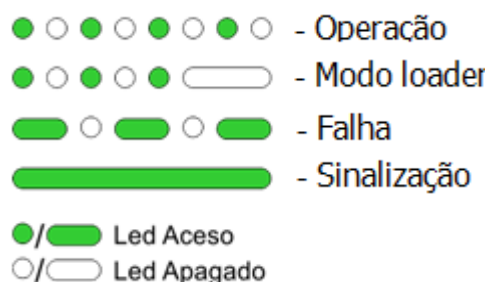 - Operação
- Modo loader
- Falha
- Sinalização
Led Aceso
Led Apagado